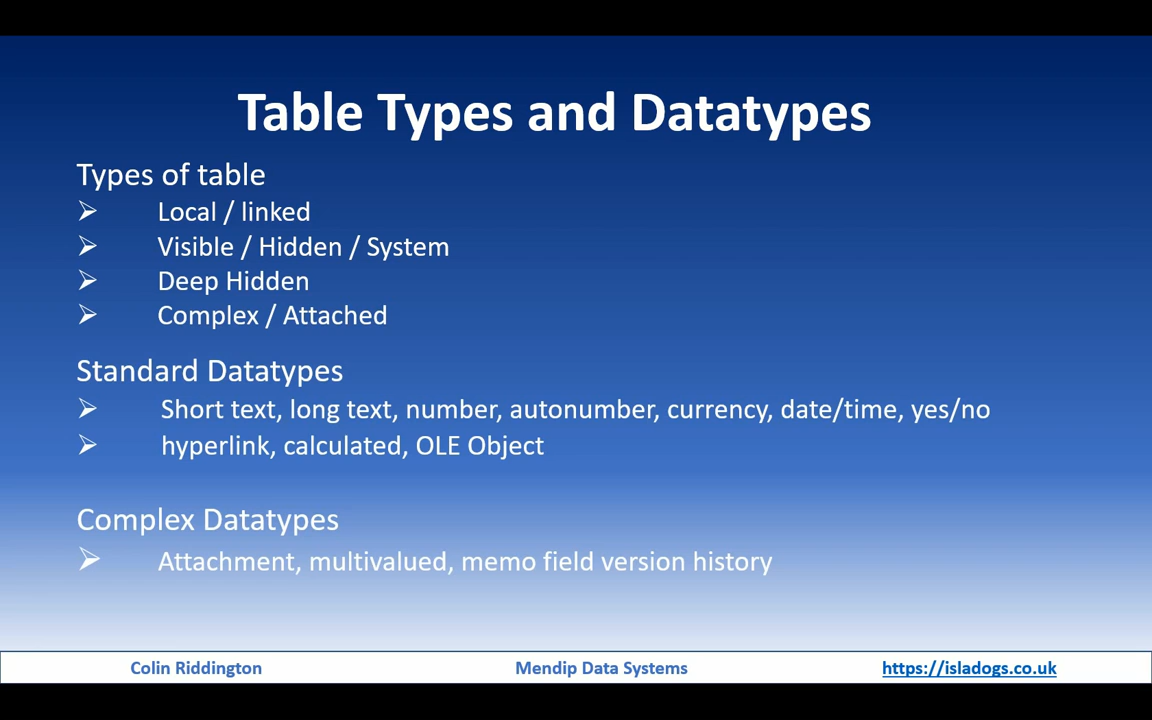 Table Types and Datatypes
Types of table
Local / linked
Visible / Hidden / System
Deep Hidden
Complex / Attached
Standard Datatypes
Short text, long text, number, autonumber, currency, date/time, yes/no
hyperlink, calculated, OLE Object
Complex Datatypes
Attachment, multivalued, memo field version history
Colin Riddington Mendip Data Systems https://isladogs.co.uk